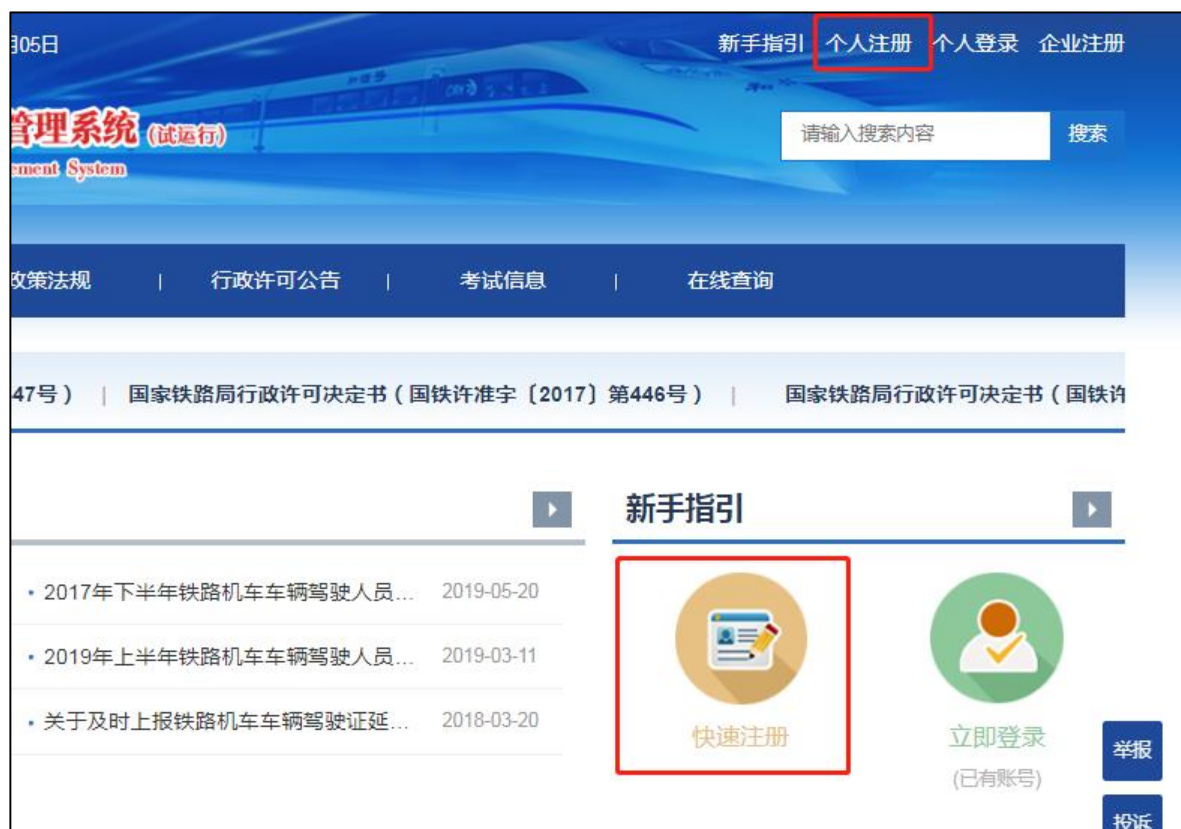 月05日
新手指引 个人注册 个人登录 企业注册
管理系统 (试运行)
ement System
请输入搜索内容 搜索
政策法规 | 行政许可公告 | 考试信息 | 在线查询
47号） | 国家铁路局行政许可决定书（国铁许准字〔2017〕第446号） | 国家铁路局行政许可决定书（国铁许
新手指引
• 2017年下半年铁路机车车辆驾驶人员... 2019-05-20
• 2019年上半年铁路机车车辆驾驶人员... 2019-03-11
• 关于及时上报铁路机车车辆驾驶证延... 2018-03-20
快速注册
立即登录
(已有账号)
举报
投诉